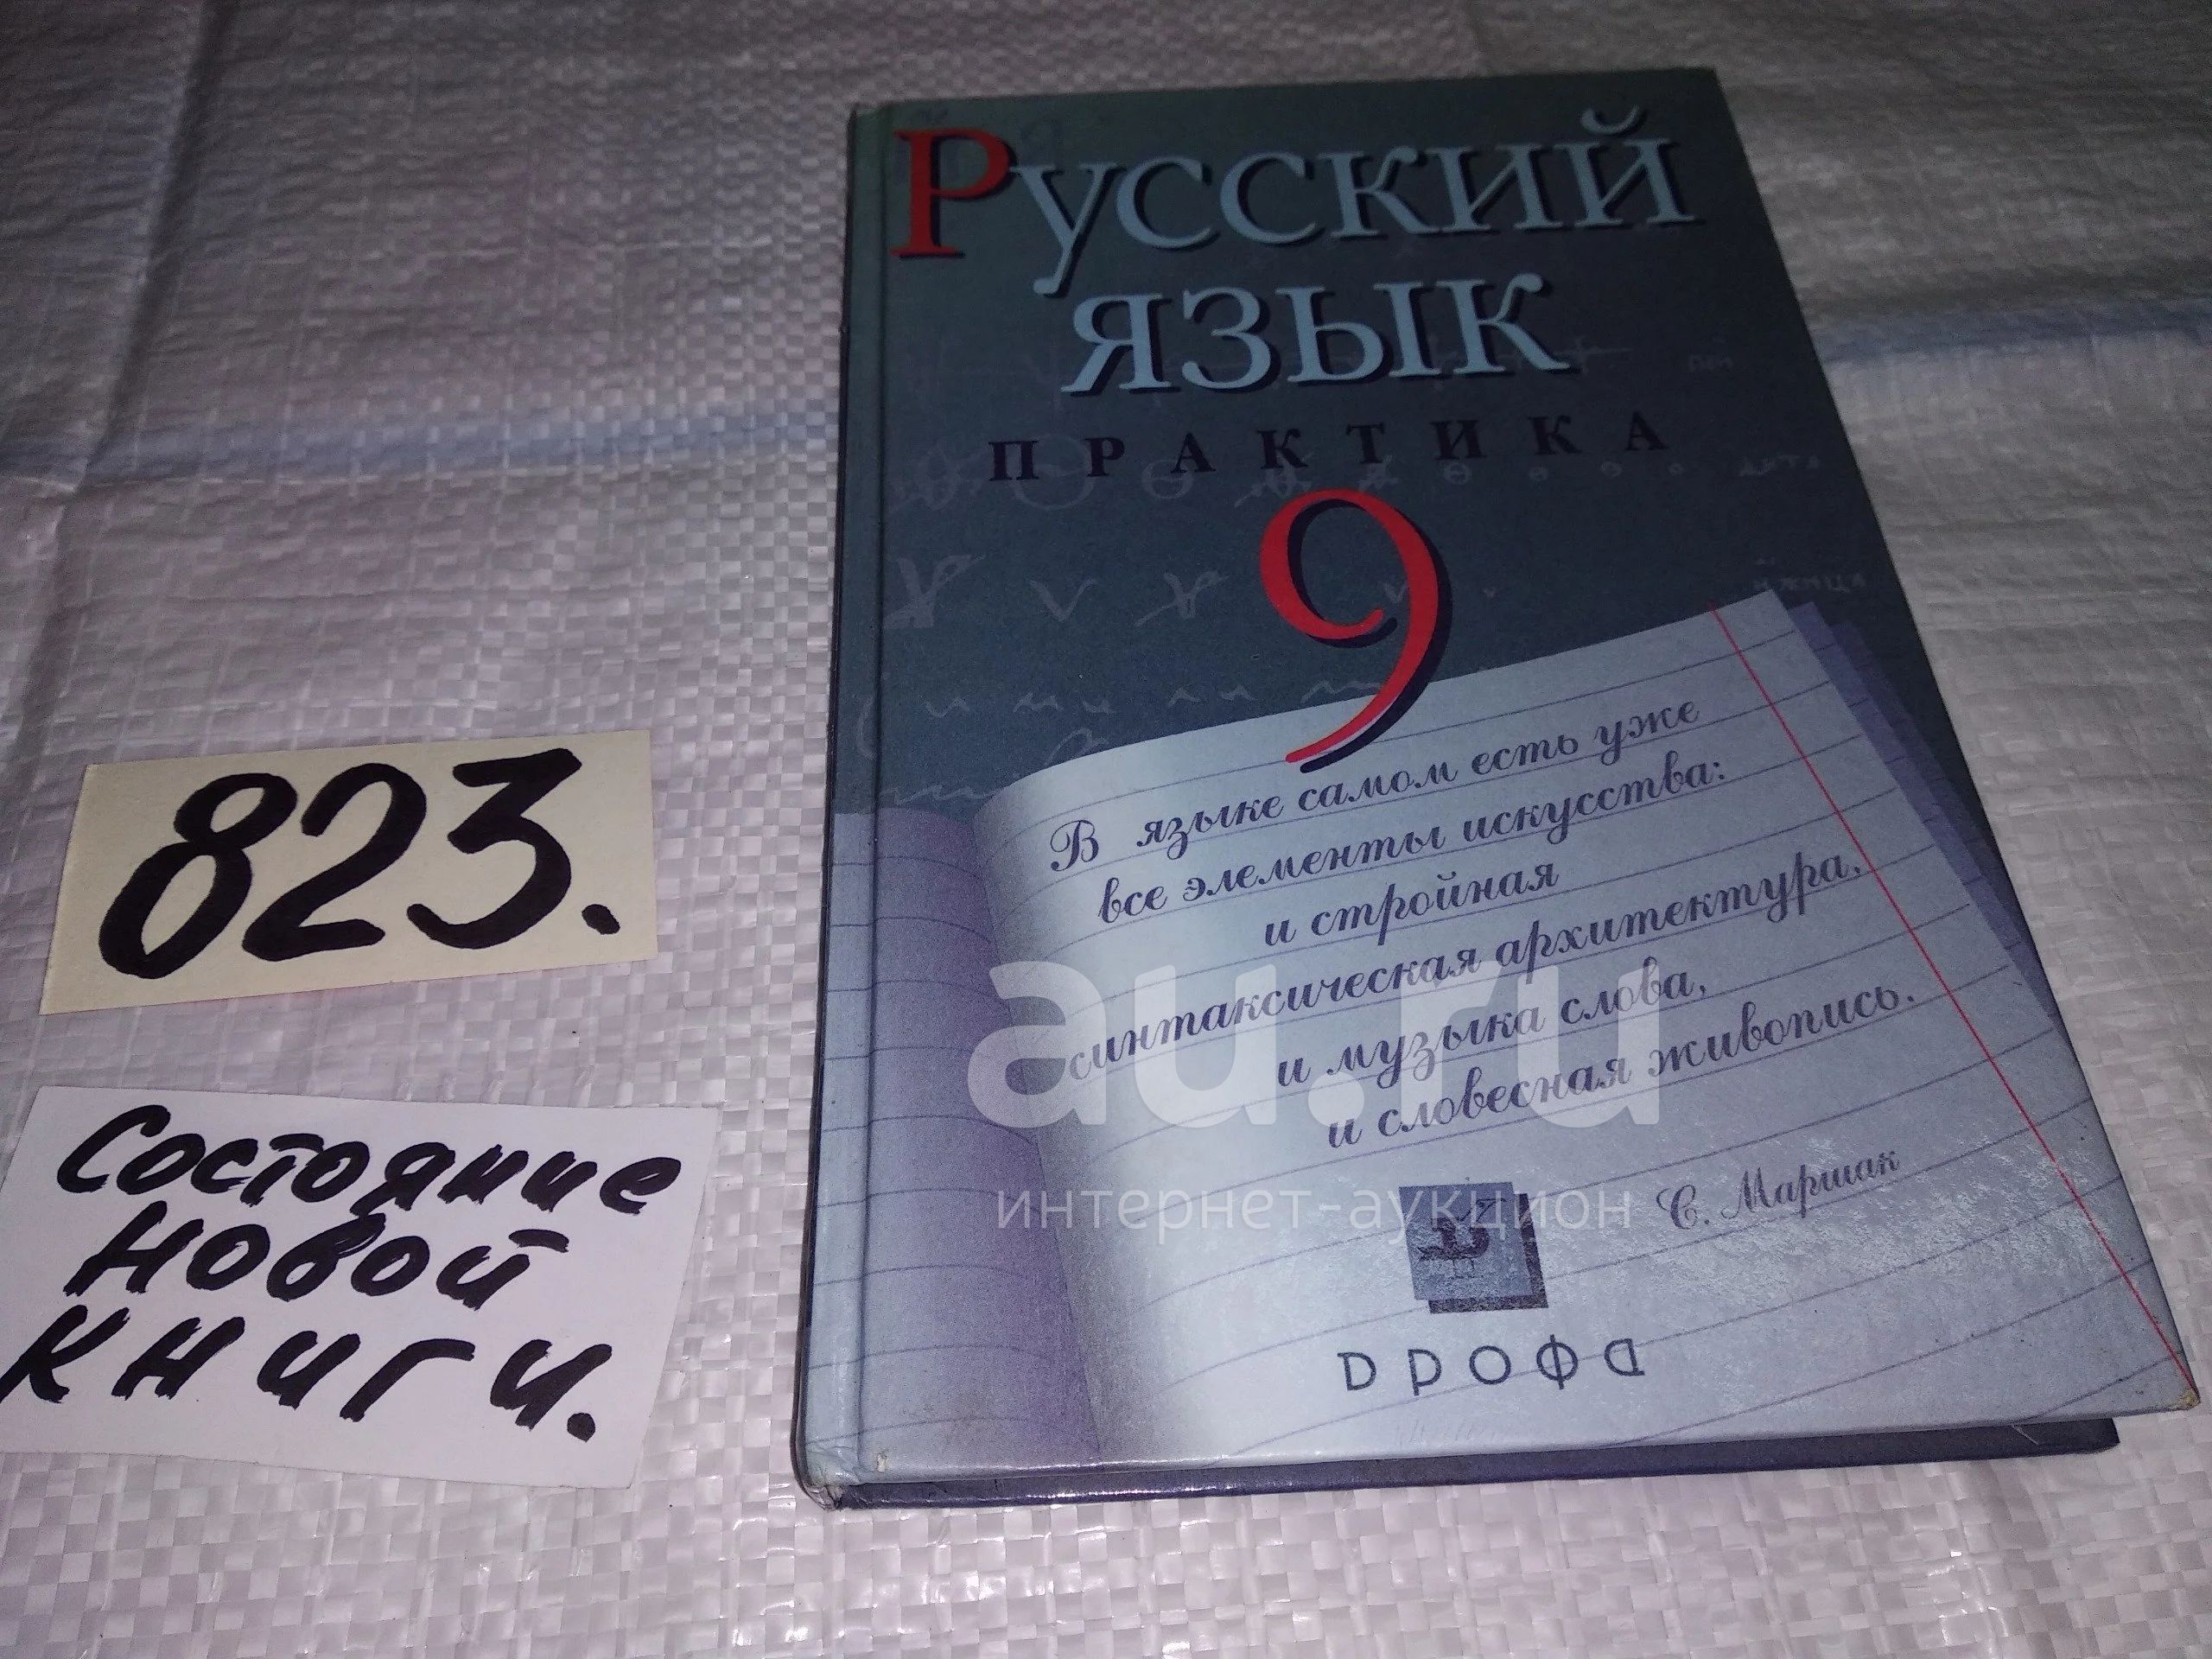 Русский
язык
ПРАКТИКА
9
В языке самом есть уже
все элементы искусства:
и стройная
синтаксическая архитектура,
и музыка слова,
и словесная живопись.
С. Маршак
ДРОФА
823.
Состояние
новой
книги.
au.ru
интернет-аукцион